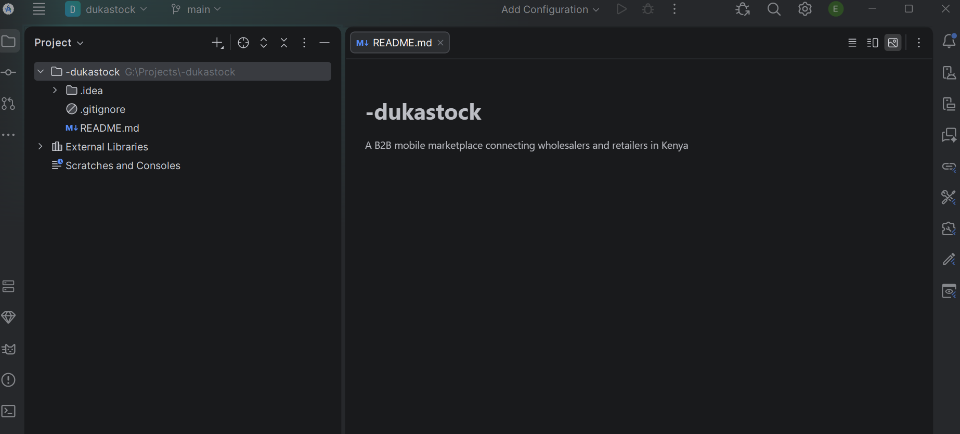 D dukastock main Add Configuration E
Project
README.md
-dukastock G:\Projects\-dukastock
.idea
.gitignore
README.md
External Libraries
Scratches and Consoles
-dukastock
A B2B mobile marketplace connecting wholesalers and retailers in Kenya